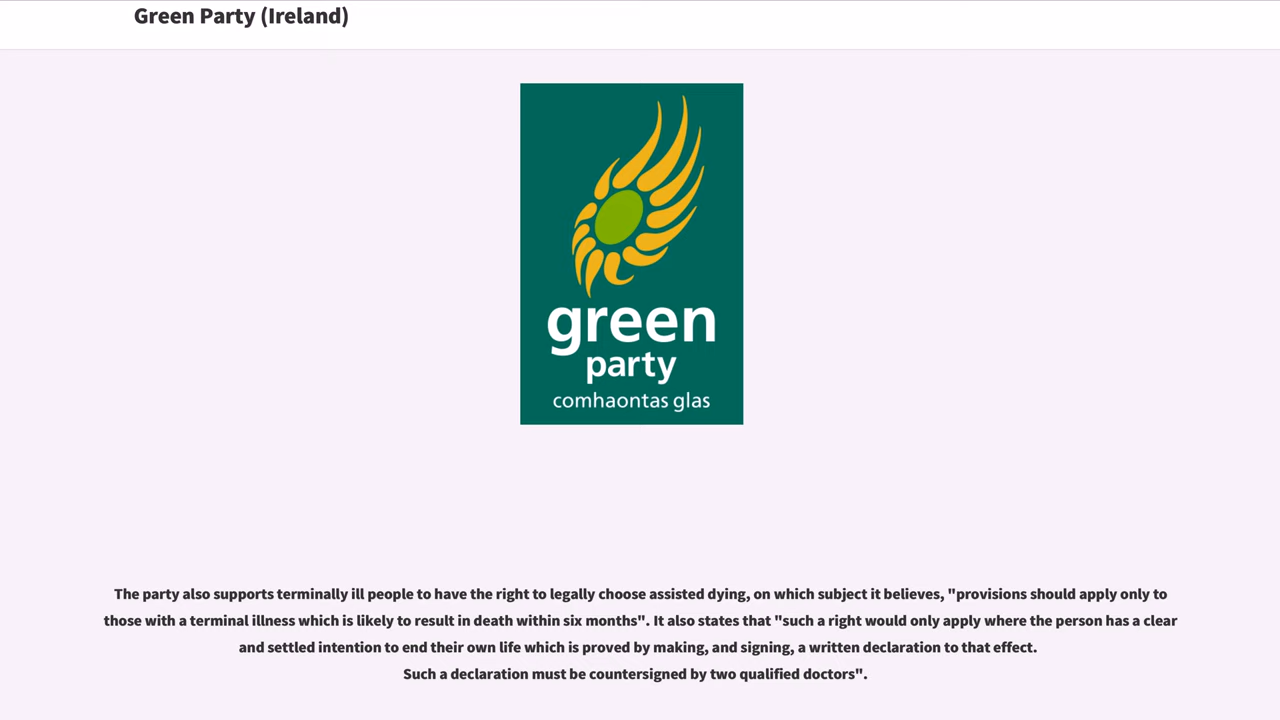 Green Party (Ireland)
green
party
comhaontas glas
The party also supports terminally ill people to have the right to legally choose assisted dying, on which subject it believes, "provisions should apply only to
those with a terminal illness which is likely to result in death within six months". It also states that "such a right would only apply where the person has a clear
and settled intention to end their own life which is proved by making, and signing, a written declaration to that effect.
Such a declaration must be countersigned by two qualified doctors".